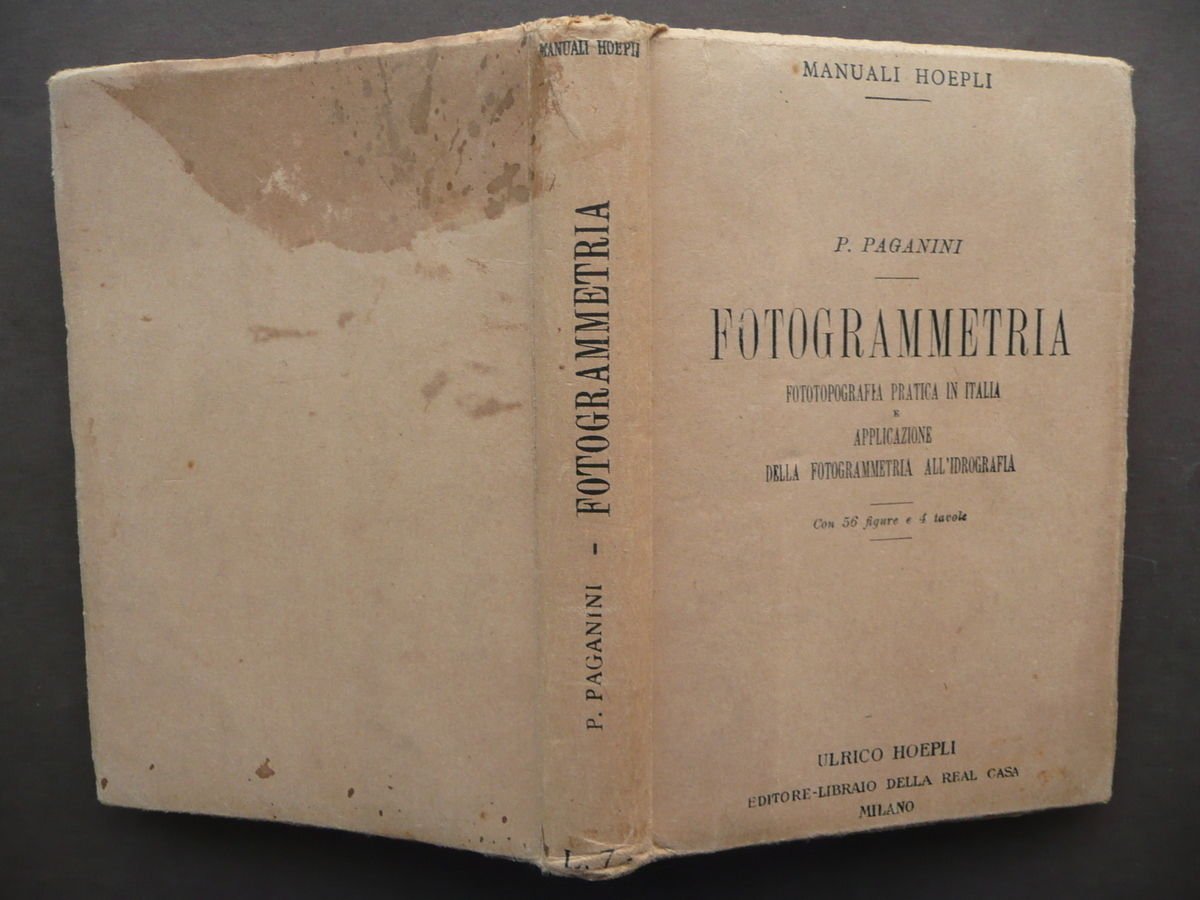 MANUALI HOEPLI
P. PAGANINI - FOTOGRAMMETRIA
L. 7.
MANUALI HOEPLI
P. PAGANINI
FOTOGRAMMETRIA
FOTOTOPOGRAFIA PRATICA IN ITALIA
E
APPLICAZIONE
DELLA FOTOGRAMMETRIA ALL'IDROGRAFIA
Con 56 figure e 4 tavole
ULRICO HOEPLI
EDITORE-LIBRAIO DELLA REAL CASA
MILANO